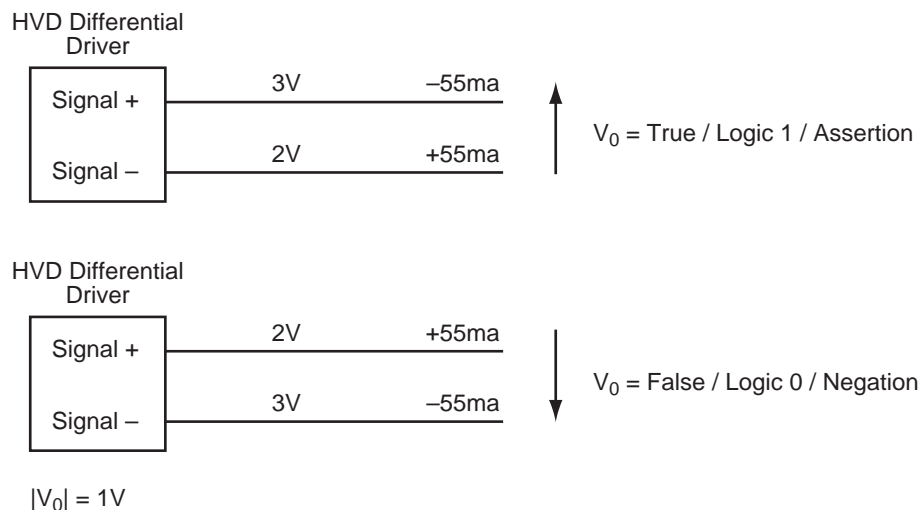 HVD Differential
Driver
Signal +
3V
–55ma
Signal –
2V
+55ma
V0 = True / Logic 1 / Assertion
HVD Differential
Driver
Signal +
2V
+55ma
Signal –
3V
–55ma
V0 = False / Logic 0 / Negation
|V0| = 1V